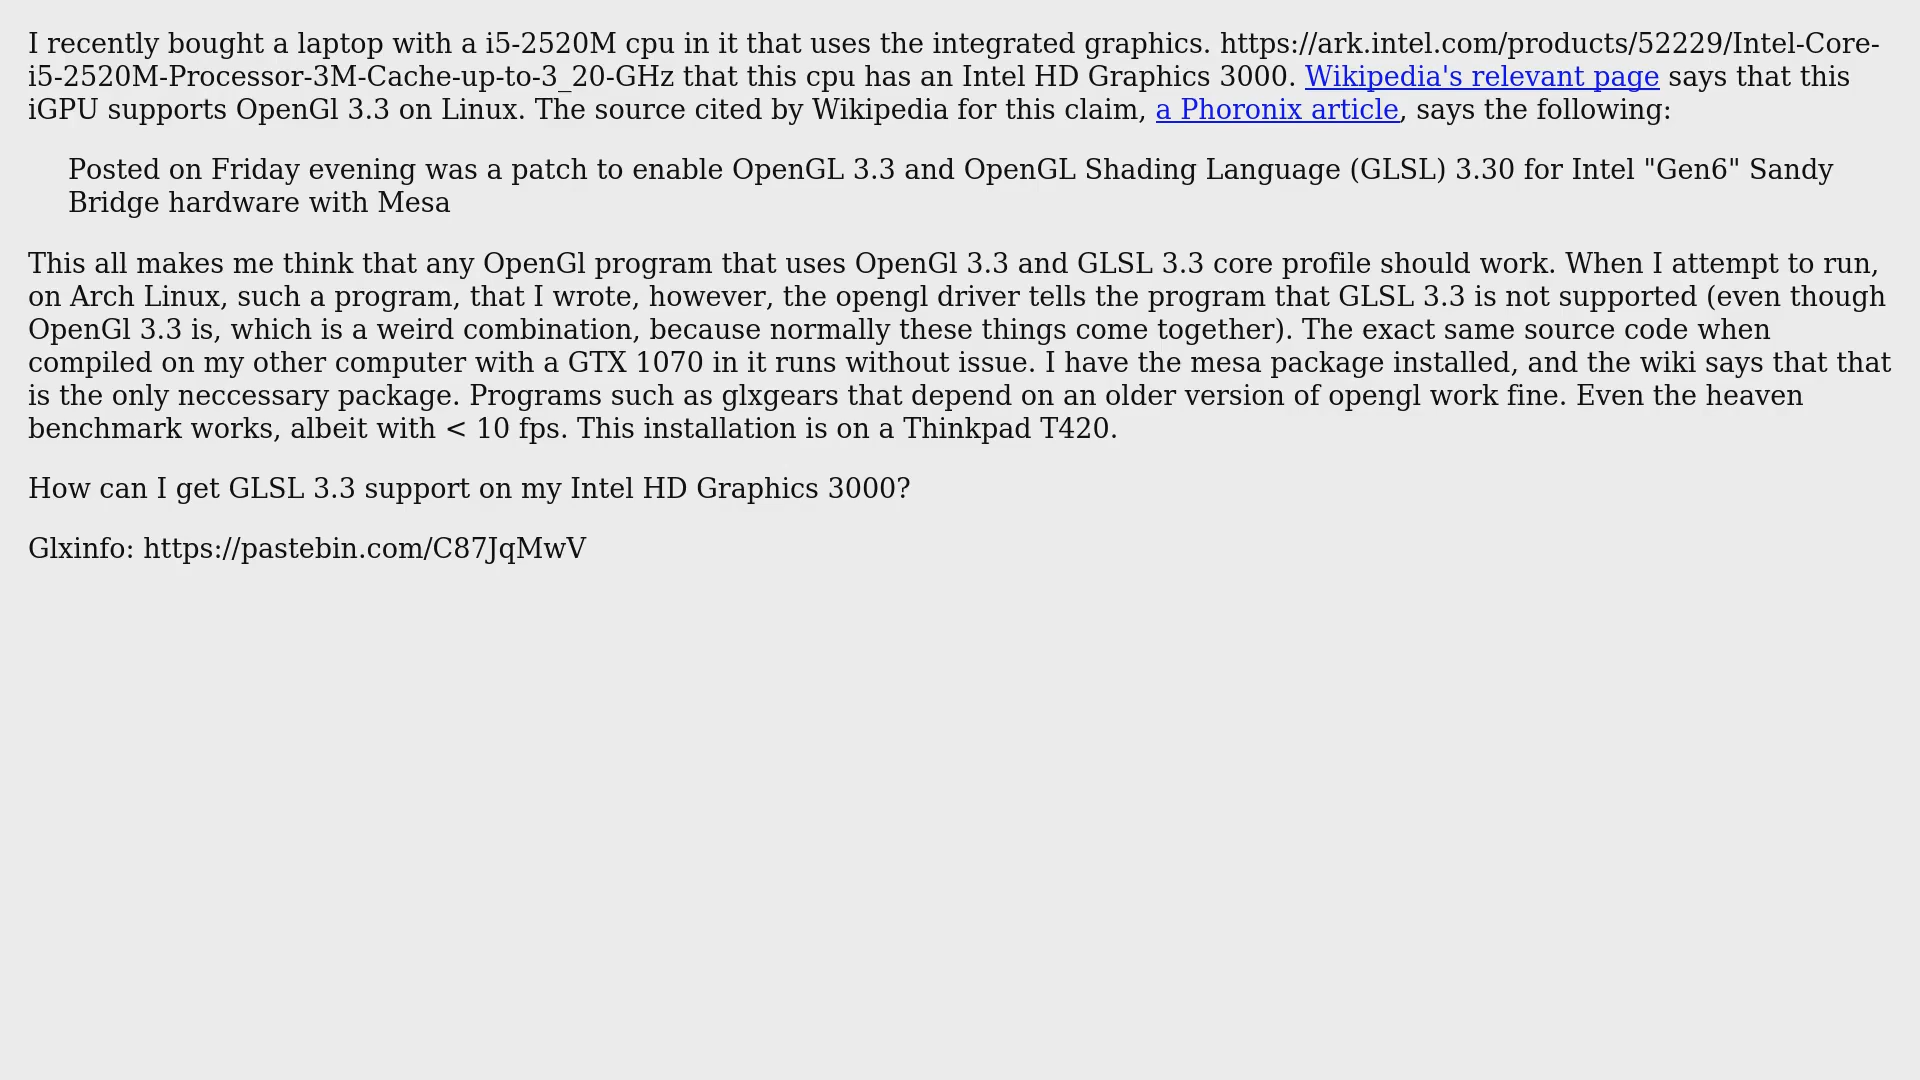 I recently bought a laptop with a i5-2520M cpu in it that uses the integrated graphics. https://ark.intel.com/products/52229/Intel-Core-
i5-2520M-Processor-3M-Cache-up-to-3_20-GHz that this cpu has an Intel HD Graphics 3000. Wikipedia's relevant page says that this
iGPU supports OpenGl 3.3 on Linux. The source cited by Wikipedia for this claim, a Phoronix article, says the following:
Posted on Friday evening was a patch to enable OpenGL 3.3 and OpenGL Shading Language (GLSL) 3.30 for Intel "Gen6" Sandy
Bridge hardware with Mesa
This all makes me think that any OpenGl program that uses OpenGl 3.3 and GLSL 3.3 core profile should work. When I attempt to run,
on Arch Linux, such a program, that I wrote, however, the opengl driver tells the program that GLSL 3.3 is not supported (even though
OpenGl 3.3 is, which is a weird combination, because normally these things come together). The exact same source code when
compiled on my other computer with a GTX 1070 in it runs without issue. I have the mesa package installed, and the wiki says that that
is the only neccessary package. Programs such as glxgears that depend on an older version of opengl work fine. Even the heaven
benchmark works, albeit with < 10 fps. This installation is on a Thinkpad T420.
How can I get GLSL 3.3 support on my Intel HD Graphics 3000?
Glxinfo: https://pastebin.com/C87JqMwV